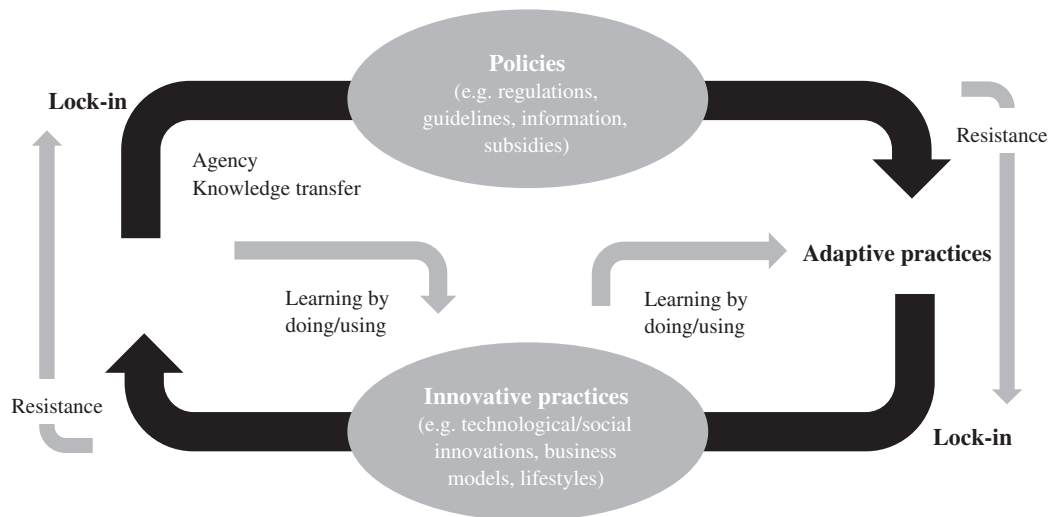 Policies
(e.g. regulations,
guidelines, information,
subsidies)
Lock-in
Resistance
Agency
Knowledge transfer
Adaptive practices
Learning by
doing/using
Learning by
doing/using
Innovative practices
(e.g. technological/social
innovations, business
models, lifestyles)
Resistance
Lock-in